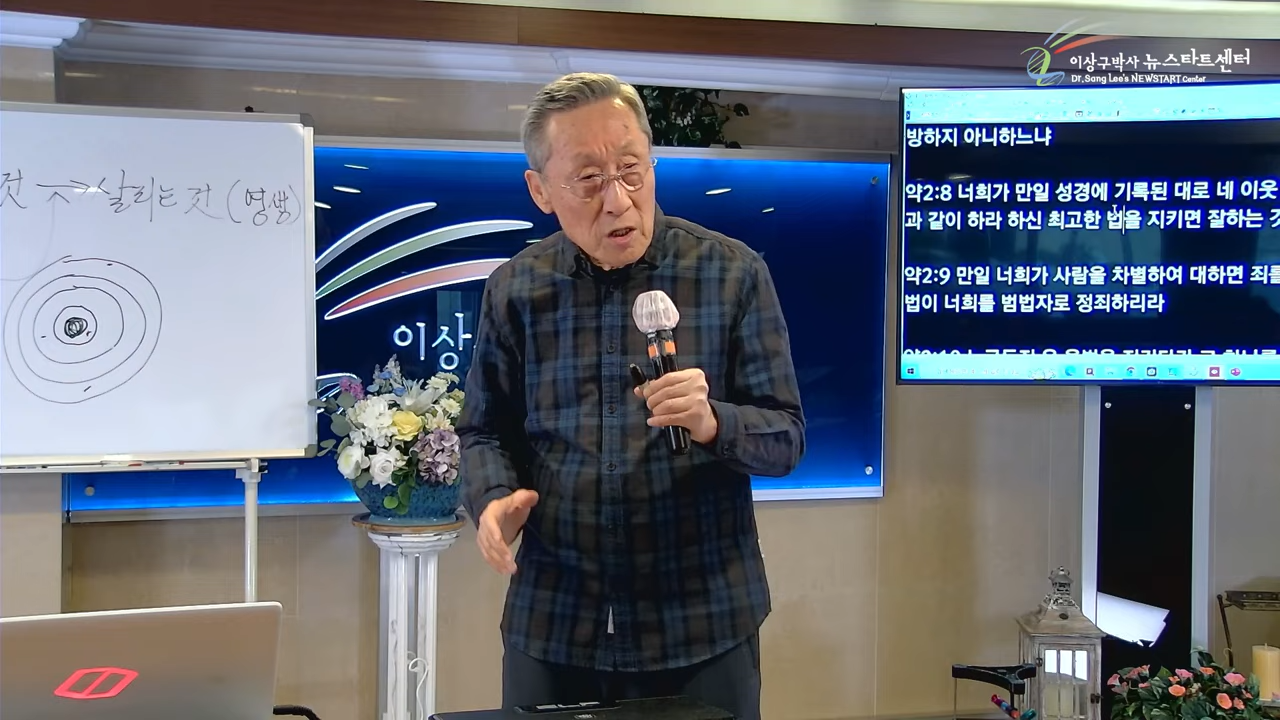 이상구박사 뉴스타트센터
Dr. Sang Lee's NEWSTART Center
것 → 살리는 것 (영생)
이상
방하지 아니하느냐
약2:8 너희가 만일 성경에 기록된 대로 네 이웃
과 같이 하라 하신 최고한 법을 지키면 잘하는 것
약2:9 만일 너희가 사람을 차별하여 대하면 죄를
법이 너희를 범법자로 정죄하리라